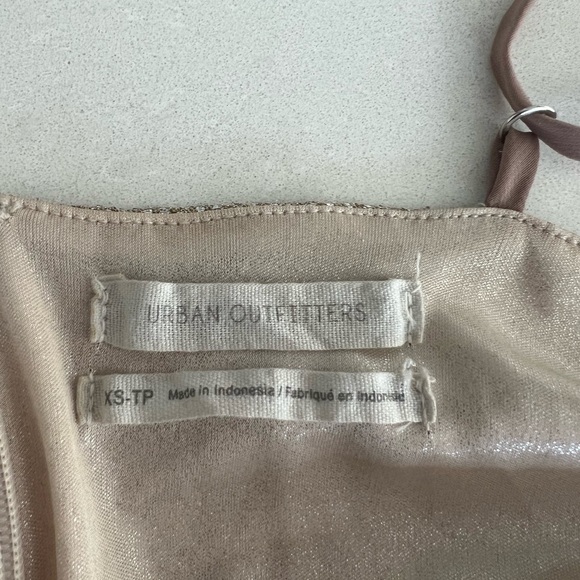 URBAN OUTFITTERS
XS-TP Made in Indonesia / Fabriqué en Indonésie